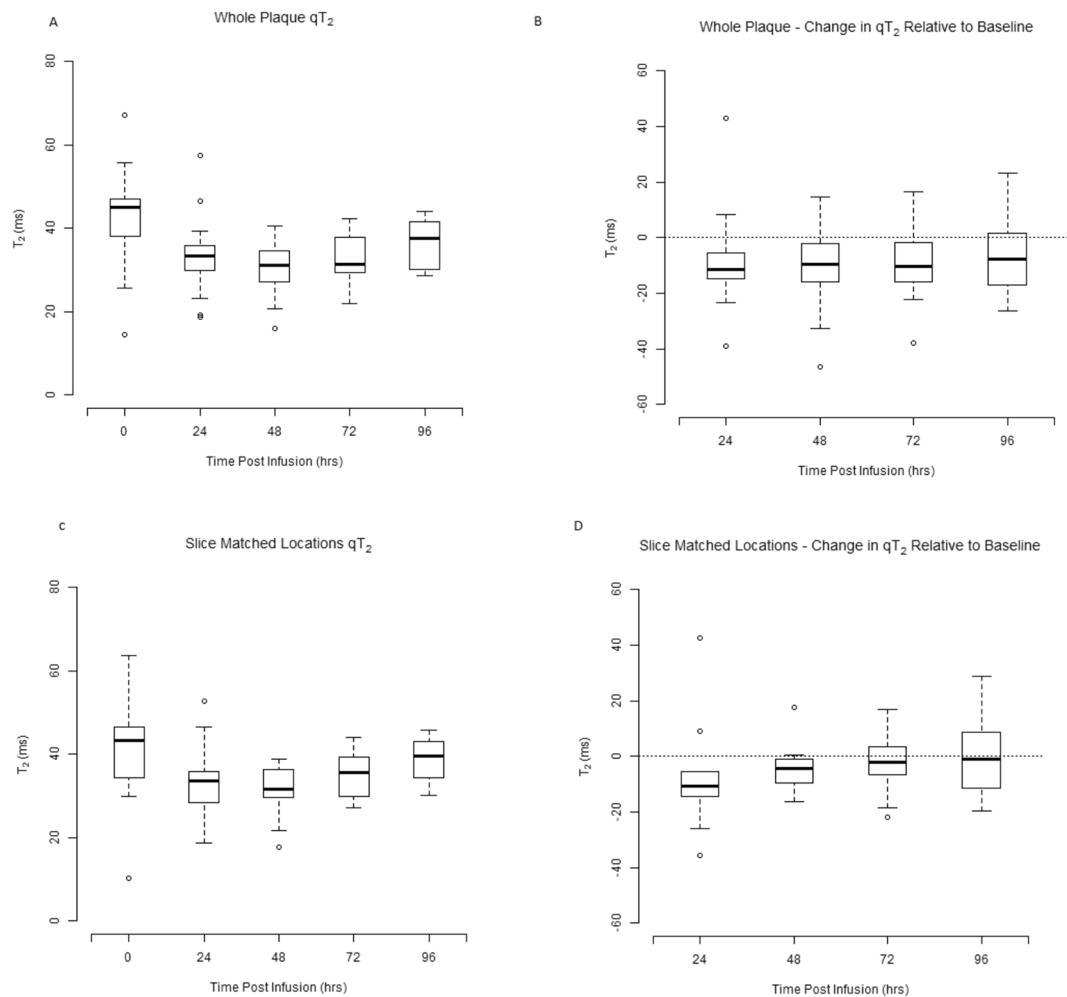 A
Whole Plaque qT₂
80
60
40
20
0
T₂ (ms)
0 24 48 72 96
Time Post Infusion (hrs)
B
Whole Plaque - Change in qT₂ Relative to Baseline
60
40
20
0
-20
-40
-60
T₂ (ms)
24 48 72 96
Time Post Infusion (hrs)
c
Slice Matched Locations qT₂
80
60
40
20
0
T₂ (ms)
0 24 48 72 96
Time Post Infusion (hrs)
D
Slice Matched Locations - Change in qT₂ Relative to Baseline
60
40
20
0
-20
-40
-60
T₂ (ms)
24 48 72 96
Time Post Infusion (hrs)